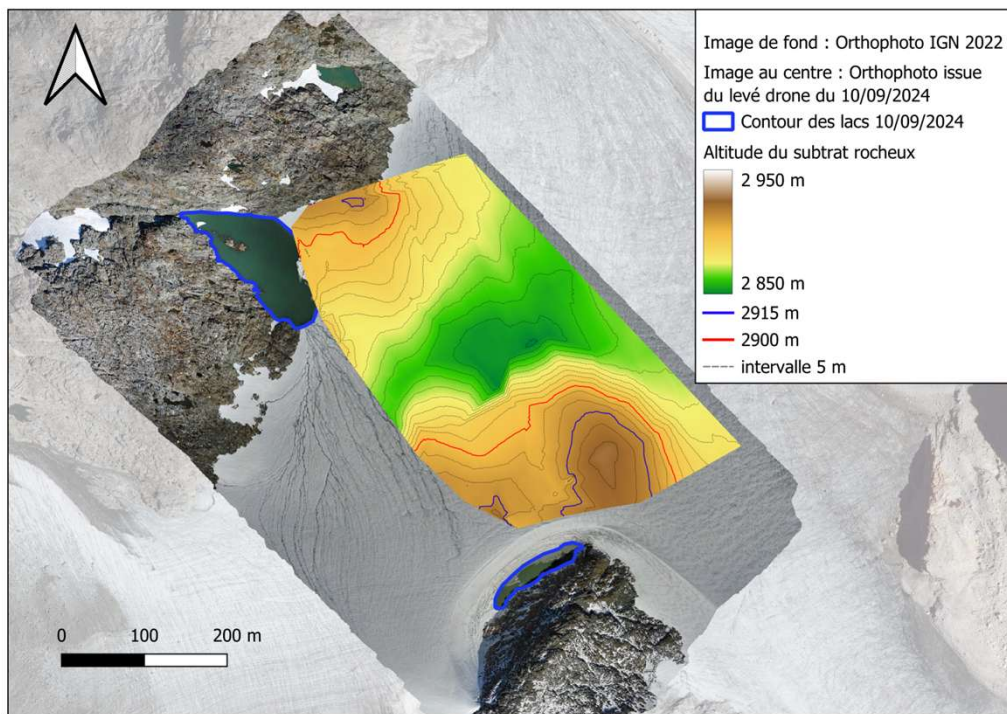 Image de fond : Orthophoto IGN 2022
Image au centre : Orthophoto issue
du levé drone du 10/09/2024
Contour des lacs 10/09/2024
Altitude du subtrat rocheux
2 950 m
2 850 m
2915 m
2900 m
intervalle 5 m
0 100 200 m